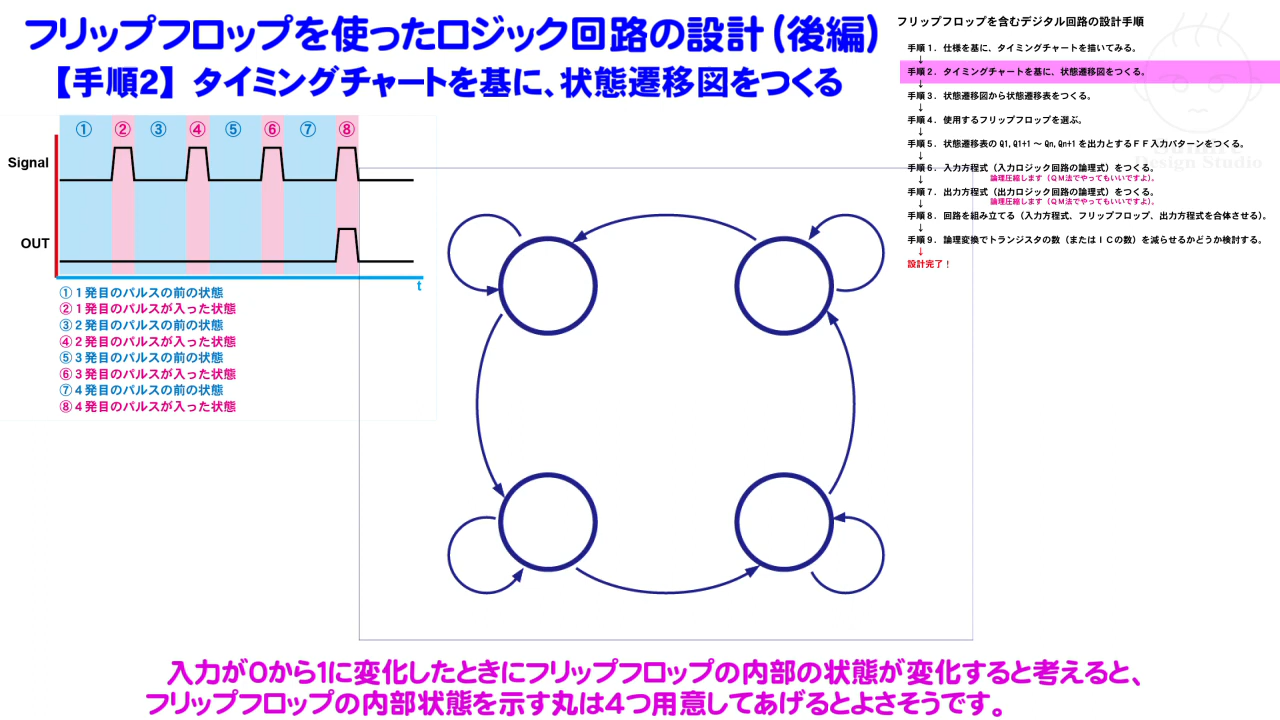 フリップフロップを使ったロジック回路の設計（後編）
【手順2】タイミングチャートを基に、状態遷移図をつくる
① ② ③ ④ ⑤ ⑥ ⑦ ⑧
Signal
OUT
t
①１発目のパルスの前の状態
②１発目のパルスが入った状態
③２発目のパルスの前の状態
④２発目のパルスが入った状態
⑤３発目のパルスの前の状態
⑥３発目のパルスが入った状態
⑦４発目のパルスの前の状態
⑧４発目のパルスが入った状態
フリップフロップを含むデジタル回路の設計手順
手順１．仕様を基に、タイミングチャートを描いてみる。
↓
手順２．タイミングチャートを基に、状態遷移図をつくる。
↓
手順３．状態遷移図から状態遷移表をつくる。
↓
手順４．使用するフリップフロップを選ぶ。
↓
手順５．状態遷移表の Q1,Q1+1 ～ Qn,Qn+1 を出力とするＦＦ入力パターンをつくる。
↓
手順６．入力方程式（入力ロジック回路の論理式）をつくる。
↓ 論理圧縮します（ＱＭ法でやってもいいですよ）。
手順７．出力方程式（出力ロジック回路の論理式）をつくる。
↓ 論理圧縮します（ＱＭ法でやってもいいですよ）。
手順８．回路を組み立てる（入力方程式、フリップフロップ、出力方程式を合体させる）。
↓
手順９．論理変換でトランジスタの数（またはＩＣの数）を減らせるかどうか検討する。
↓
設計完了！
Design Studio
入力が0から1に変化したときにフリップフロップの内部の状態が変化すると考えると、
フリップフロップの内部状態を示す丸は4つ用意してあげるとよさそうです。